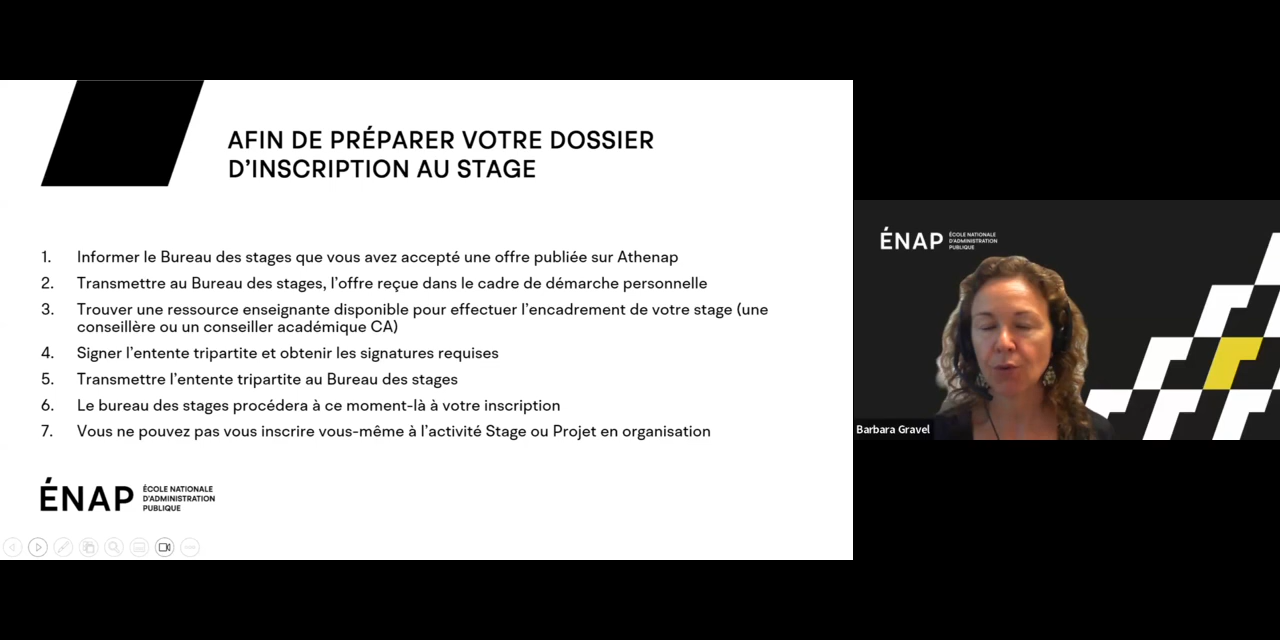 AFIN DE PRÉPARER VOTRE DOSSIER
D'INSCRIPTION AU STAGE
1. Informer le Bureau des stages que vous avez accepté une offre publiée sur Athenap
2. Transmettre au Bureau des stages, l'offre reçue dans le cadre de démarche personnelle
3. Trouver une ressource enseignante disponible pour effectuer l'encadrement de votre stage (une
conseillère ou un conseiller académique CA)
4. Signer l'entente tripartite et obtenir les signatures requises
5. Transmettre l'entente tripartite au Bureau des stages
6. Le bureau des stages procédera à ce moment-là à votre inscription
7. Vous ne pouvez pas vous inscrire vous-même à l'activité Stage ou Projet en organisation
ÉNAP
ÉCOLE NATIONALE
D'ADMINISTRATION
PUBLIQUE
ÉNAP
ÉCOLE NATIONALE
D'ADMINISTRATION
PUBLIQUE
Barbara Gravel